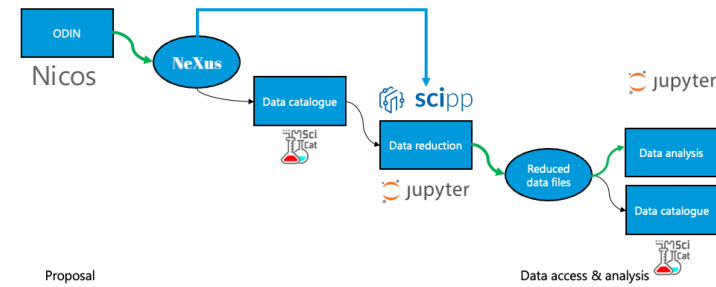 ODIN
Nicos
NeXus
Data catalogue
SciCat
scipp
Data reduction
jupyter
Reduced
data files
jupyter
Data analysis
Data catalogue
SciCat
Proposal
Data access & analysis